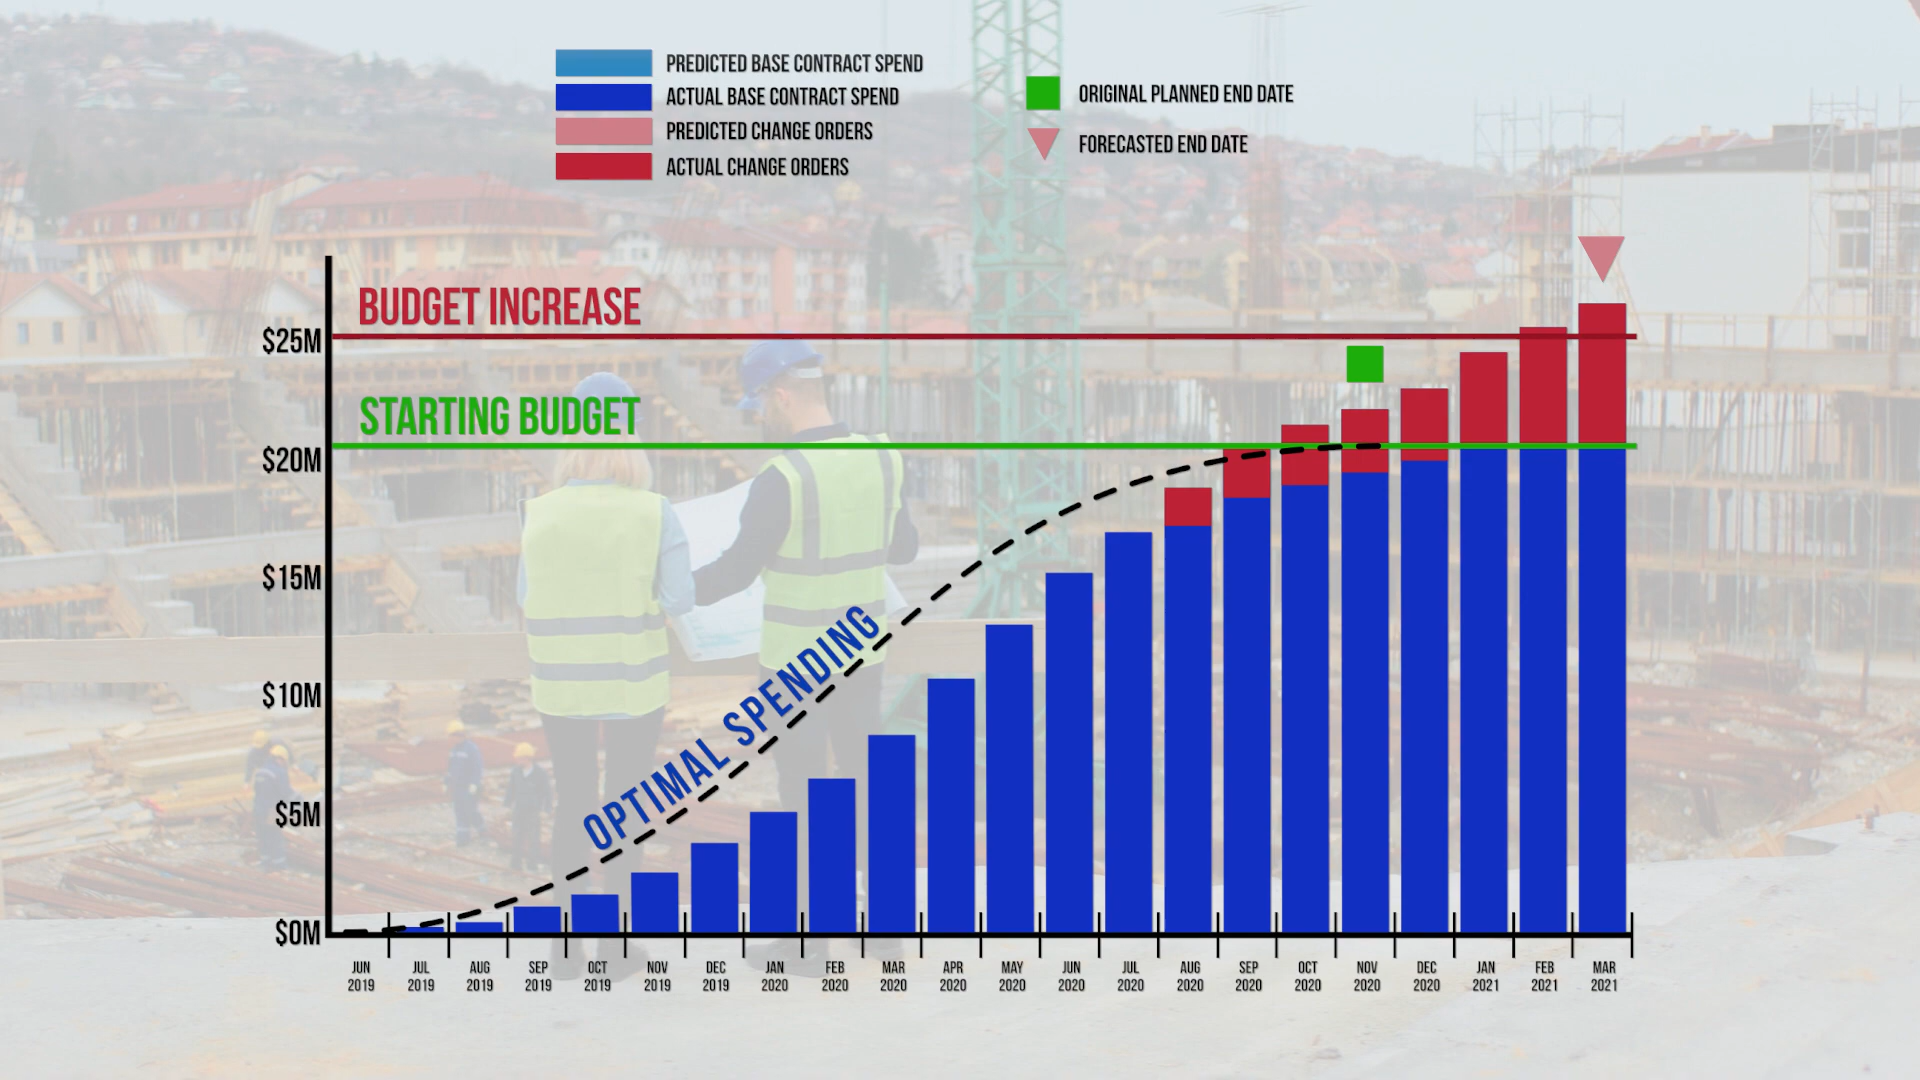 PREDICTED BASE CONTRACT SPEND
ACTUAL BASE CONTRACT SPEND
PREDICTED CHANGE ORDERS
ACTUAL CHANGE ORDERS
ORIGINAL PLANNED END DATE
FORECASTED END DATE
BUDGET INCREASE
STARTING BUDGET
OPTIMAL SPENDING
$25M
$20M
$15M
$10M
$5M
$0M
JUN 2019
JUL 2019
AUG 2019
SEP 2019
OCT 2019
NOV 2019
DEC 2019
JAN 2020
FEB 2020
MAR 2020
APR 2020
MAY 2020
JUN 2020
JUL 2020
AUG 2020
SEP 2020
OCT 2020
NOV 2020
DEC 2020
JAN 2021
FEB 2021
MAR 2021